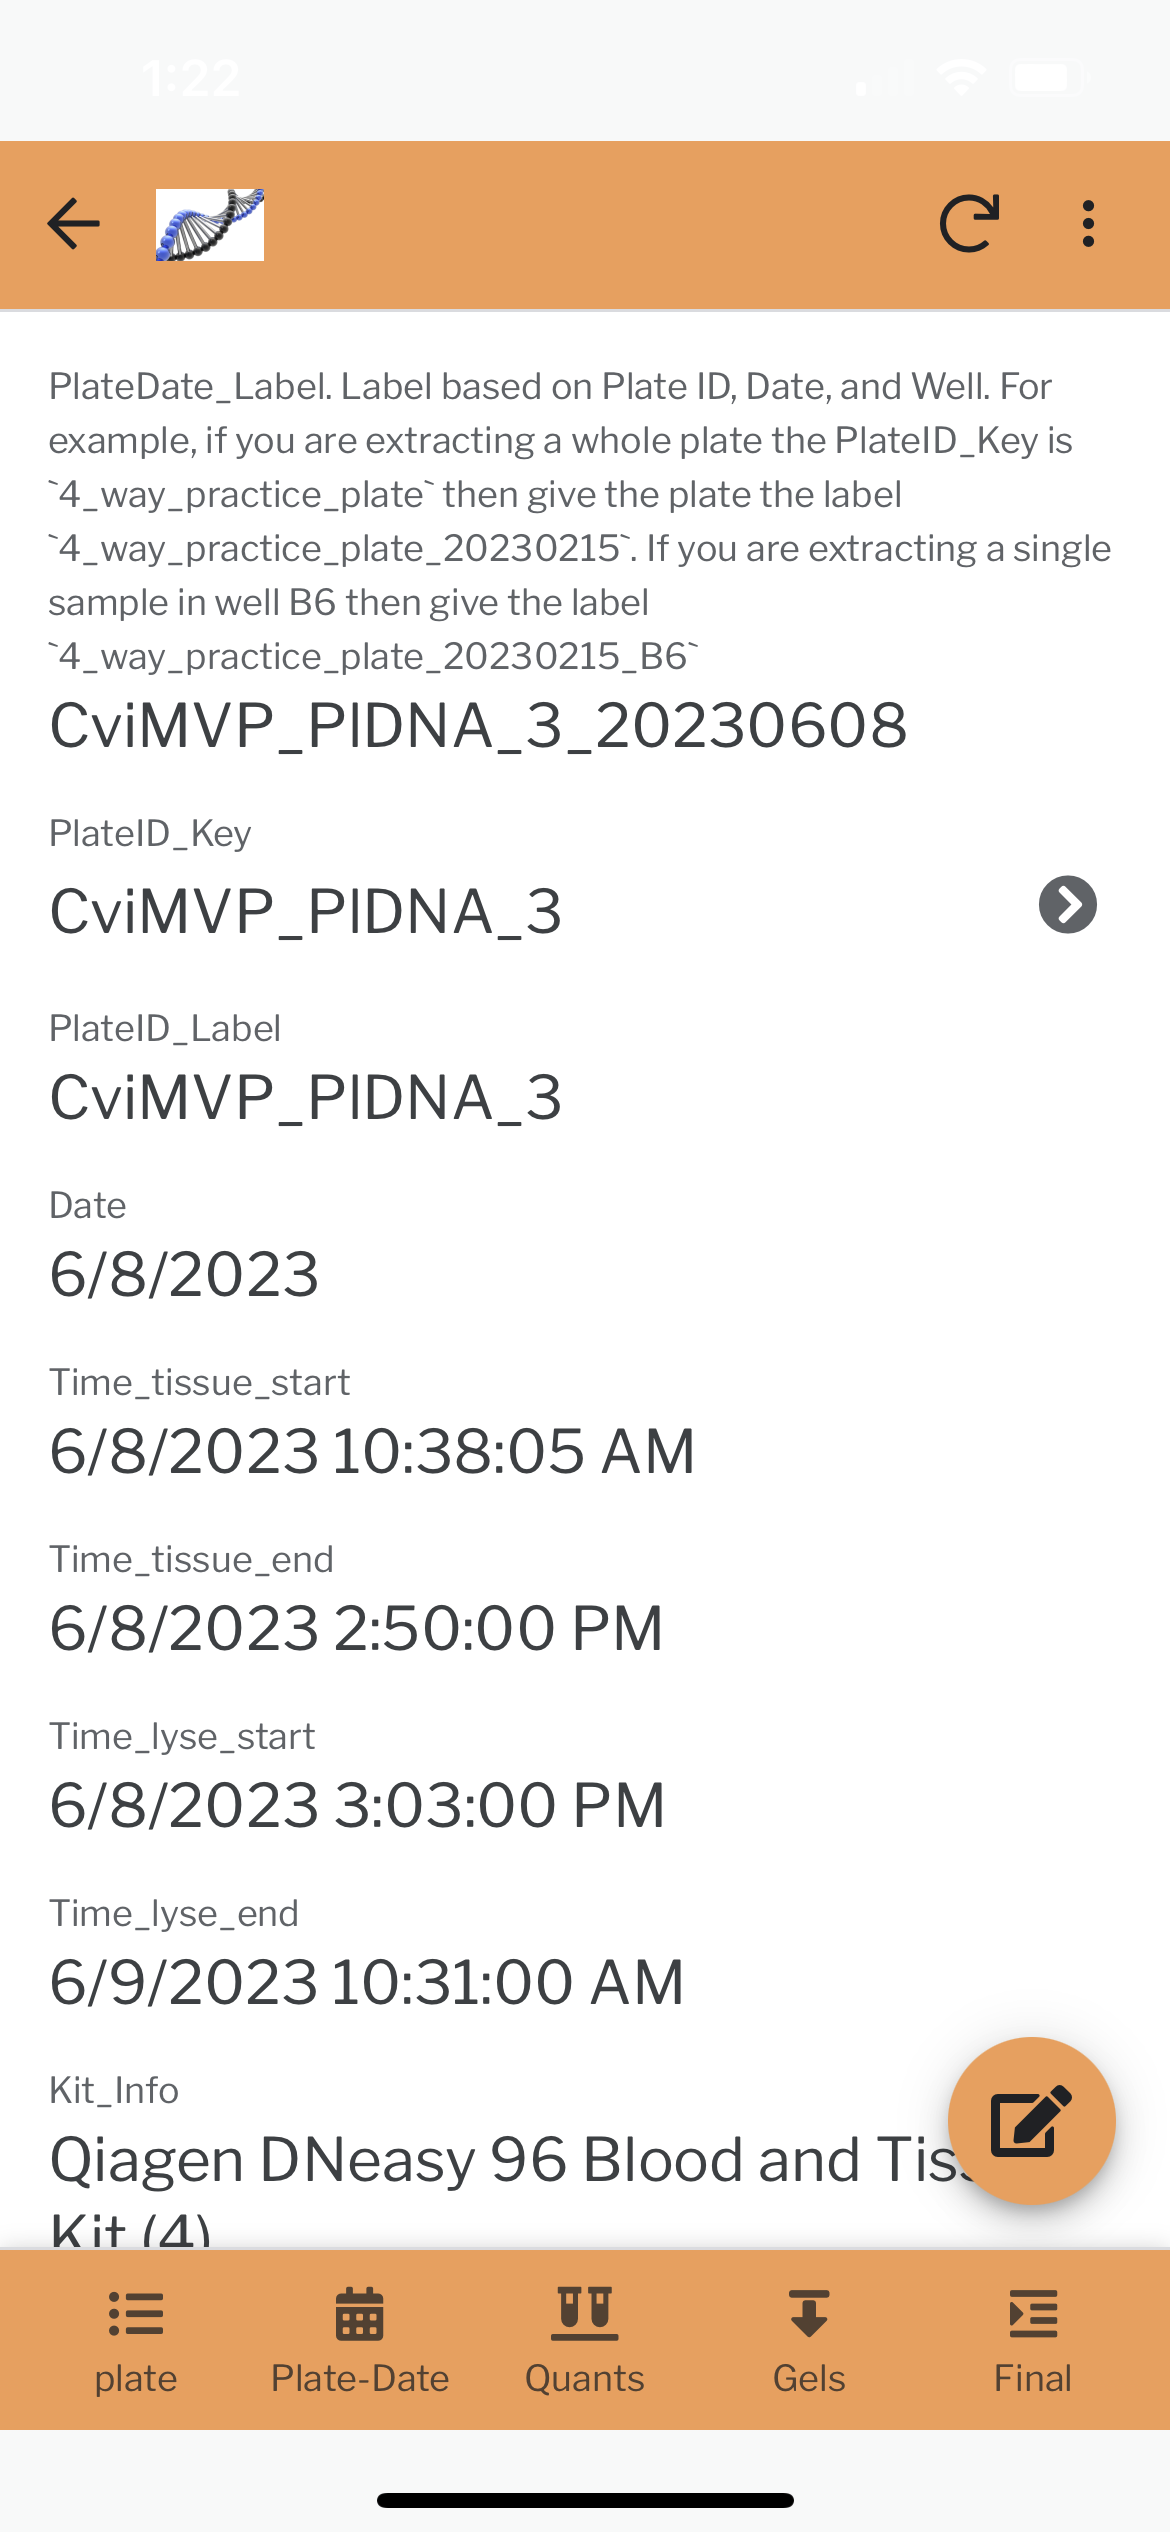 1:22
PlateDate_Label. Label based on Plate ID, Date, and Well. For
example, if you are extracting a whole plate the PlateID_Key is
`4_way_practice_plate` then give the plate the label
`4_way_practice_plate_20230215`. If you are extracting a single
sample in well B6 then give the label
`4_way_practice_plate_20230215_B6`
CviMVP_PlDNA_3_20230608
PlateID_Key
CviMVP_PlDNA_3
PlateID_Label
CviMVP_PlDNA_3
Date
6/8/2023
Time_tissue_start
6/8/2023 10:38:05 AM
Time_tissue_end
6/8/2023 2:50:00 PM
Time_lyse_start
6/8/2023 3:03:00 PM
Time_lyse_end
6/9/2023 10:31:00 AM
Kit_Info
Qiagen DNeasy 96 Blood and Tis
Kit (4)
plate
Plate-Date
Quants
Gels
Final